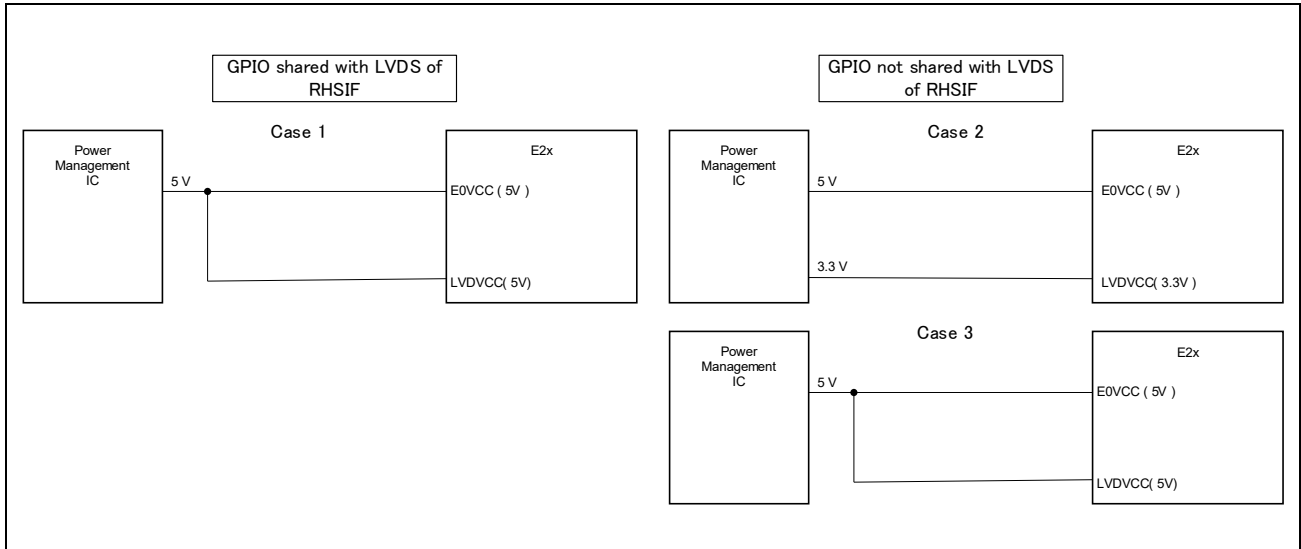 GPIO shared with LVDS of
RHSIF
Case 1
Power
Management
IC
5 V
E2x
E0VCC ( 5V )
LVDVCC( 5V)
GPIO not shared with LVDS
of RHSIF
Case 2
Power
Management
IC
5 V
3.3 V
E2x
E0VCC ( 5V )
LVDVCC( 3.3V )
Case 3
Power
Management
IC
5 V
E2x
E0VCC ( 5V )
LVDVCC( 5V)